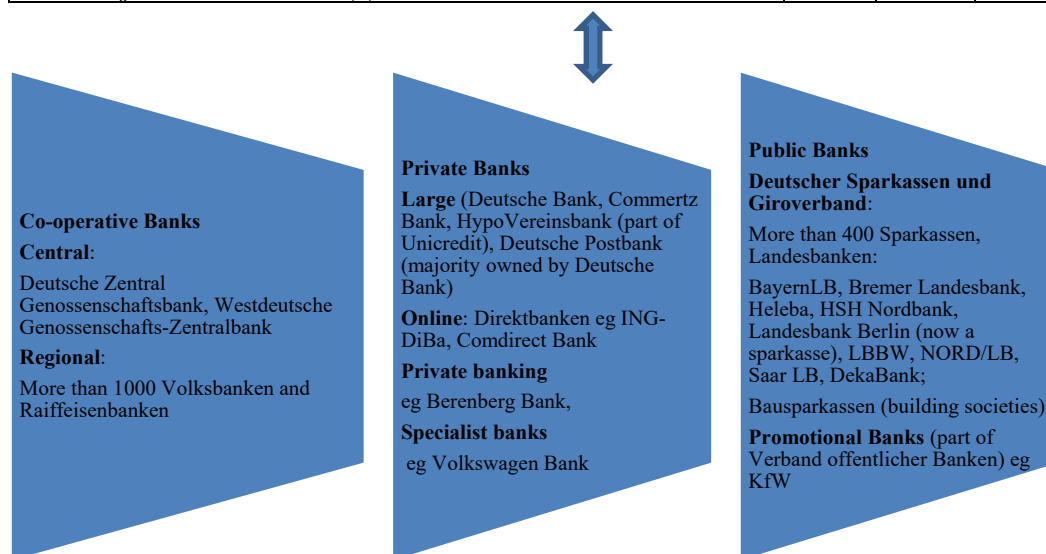 Co-operative Banks
Central:
Deutsche Zentral
Genossenschaftsbank, Westdeutsche
Genossenschafts-Zentralbank
Regional:
More than 1000 Volksbanken and
Raiffeisenbanken
Private Banks
Large (Deutsche Bank, Commertz
Bank, HypoVereinsbank (part of
Unicredit), Deutsche Postbank
(majority owned by Deutsche
Bank)
Online: Direktbanken eg ING-
DiBa, Comdirect Bank
Private banking
eg Berenberg Bank,
Specialist banks
eg Volkswagen Bank
Public Banks
Deutscher Sparkassen und
Giroverband:
More than 400 Sparkassen,
Landesbanken:
BayernLB, Bremer Landesbank,
Heleba, HSH Nordbank,
Landesbank Berlin (now a
sparkasse), LBBW, NORD/LB,
Saar LB, DekaBank;
Bausparkassen (building societies)
Promotional Banks (part of
Verband offentlicher Banken) eg
KfW